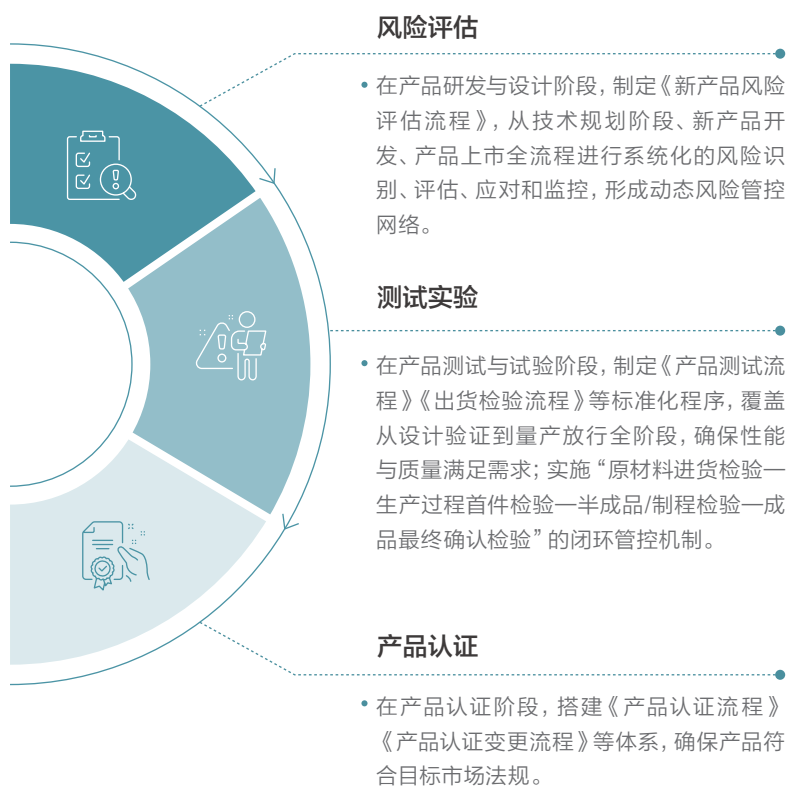 风险评估
• 在产品研发与设计阶段，制定《新产品风险
评估流程》，从技术规划阶段、新产品开
发、产品上市全流程进行系统化的风险识
别、评估、应对和监控，形成动态风险管控
网络。
测试实验
• 在产品测试与试验阶段，制定《产品测试流
程》《出货检验流程》等标准化程序，覆盖
从设计验证到量产放行全阶段，确保性能
与质量满足需求；实施“原材料进货检验—
生产过程首件检验—半成品/制程检验—成
品最终确认检验”的闭环管控机制。
产品认证
• 在产品认证阶段，搭建《产品认证流程》
《产品认证变更流程》等体系，确保产品符
合目标市场法规。